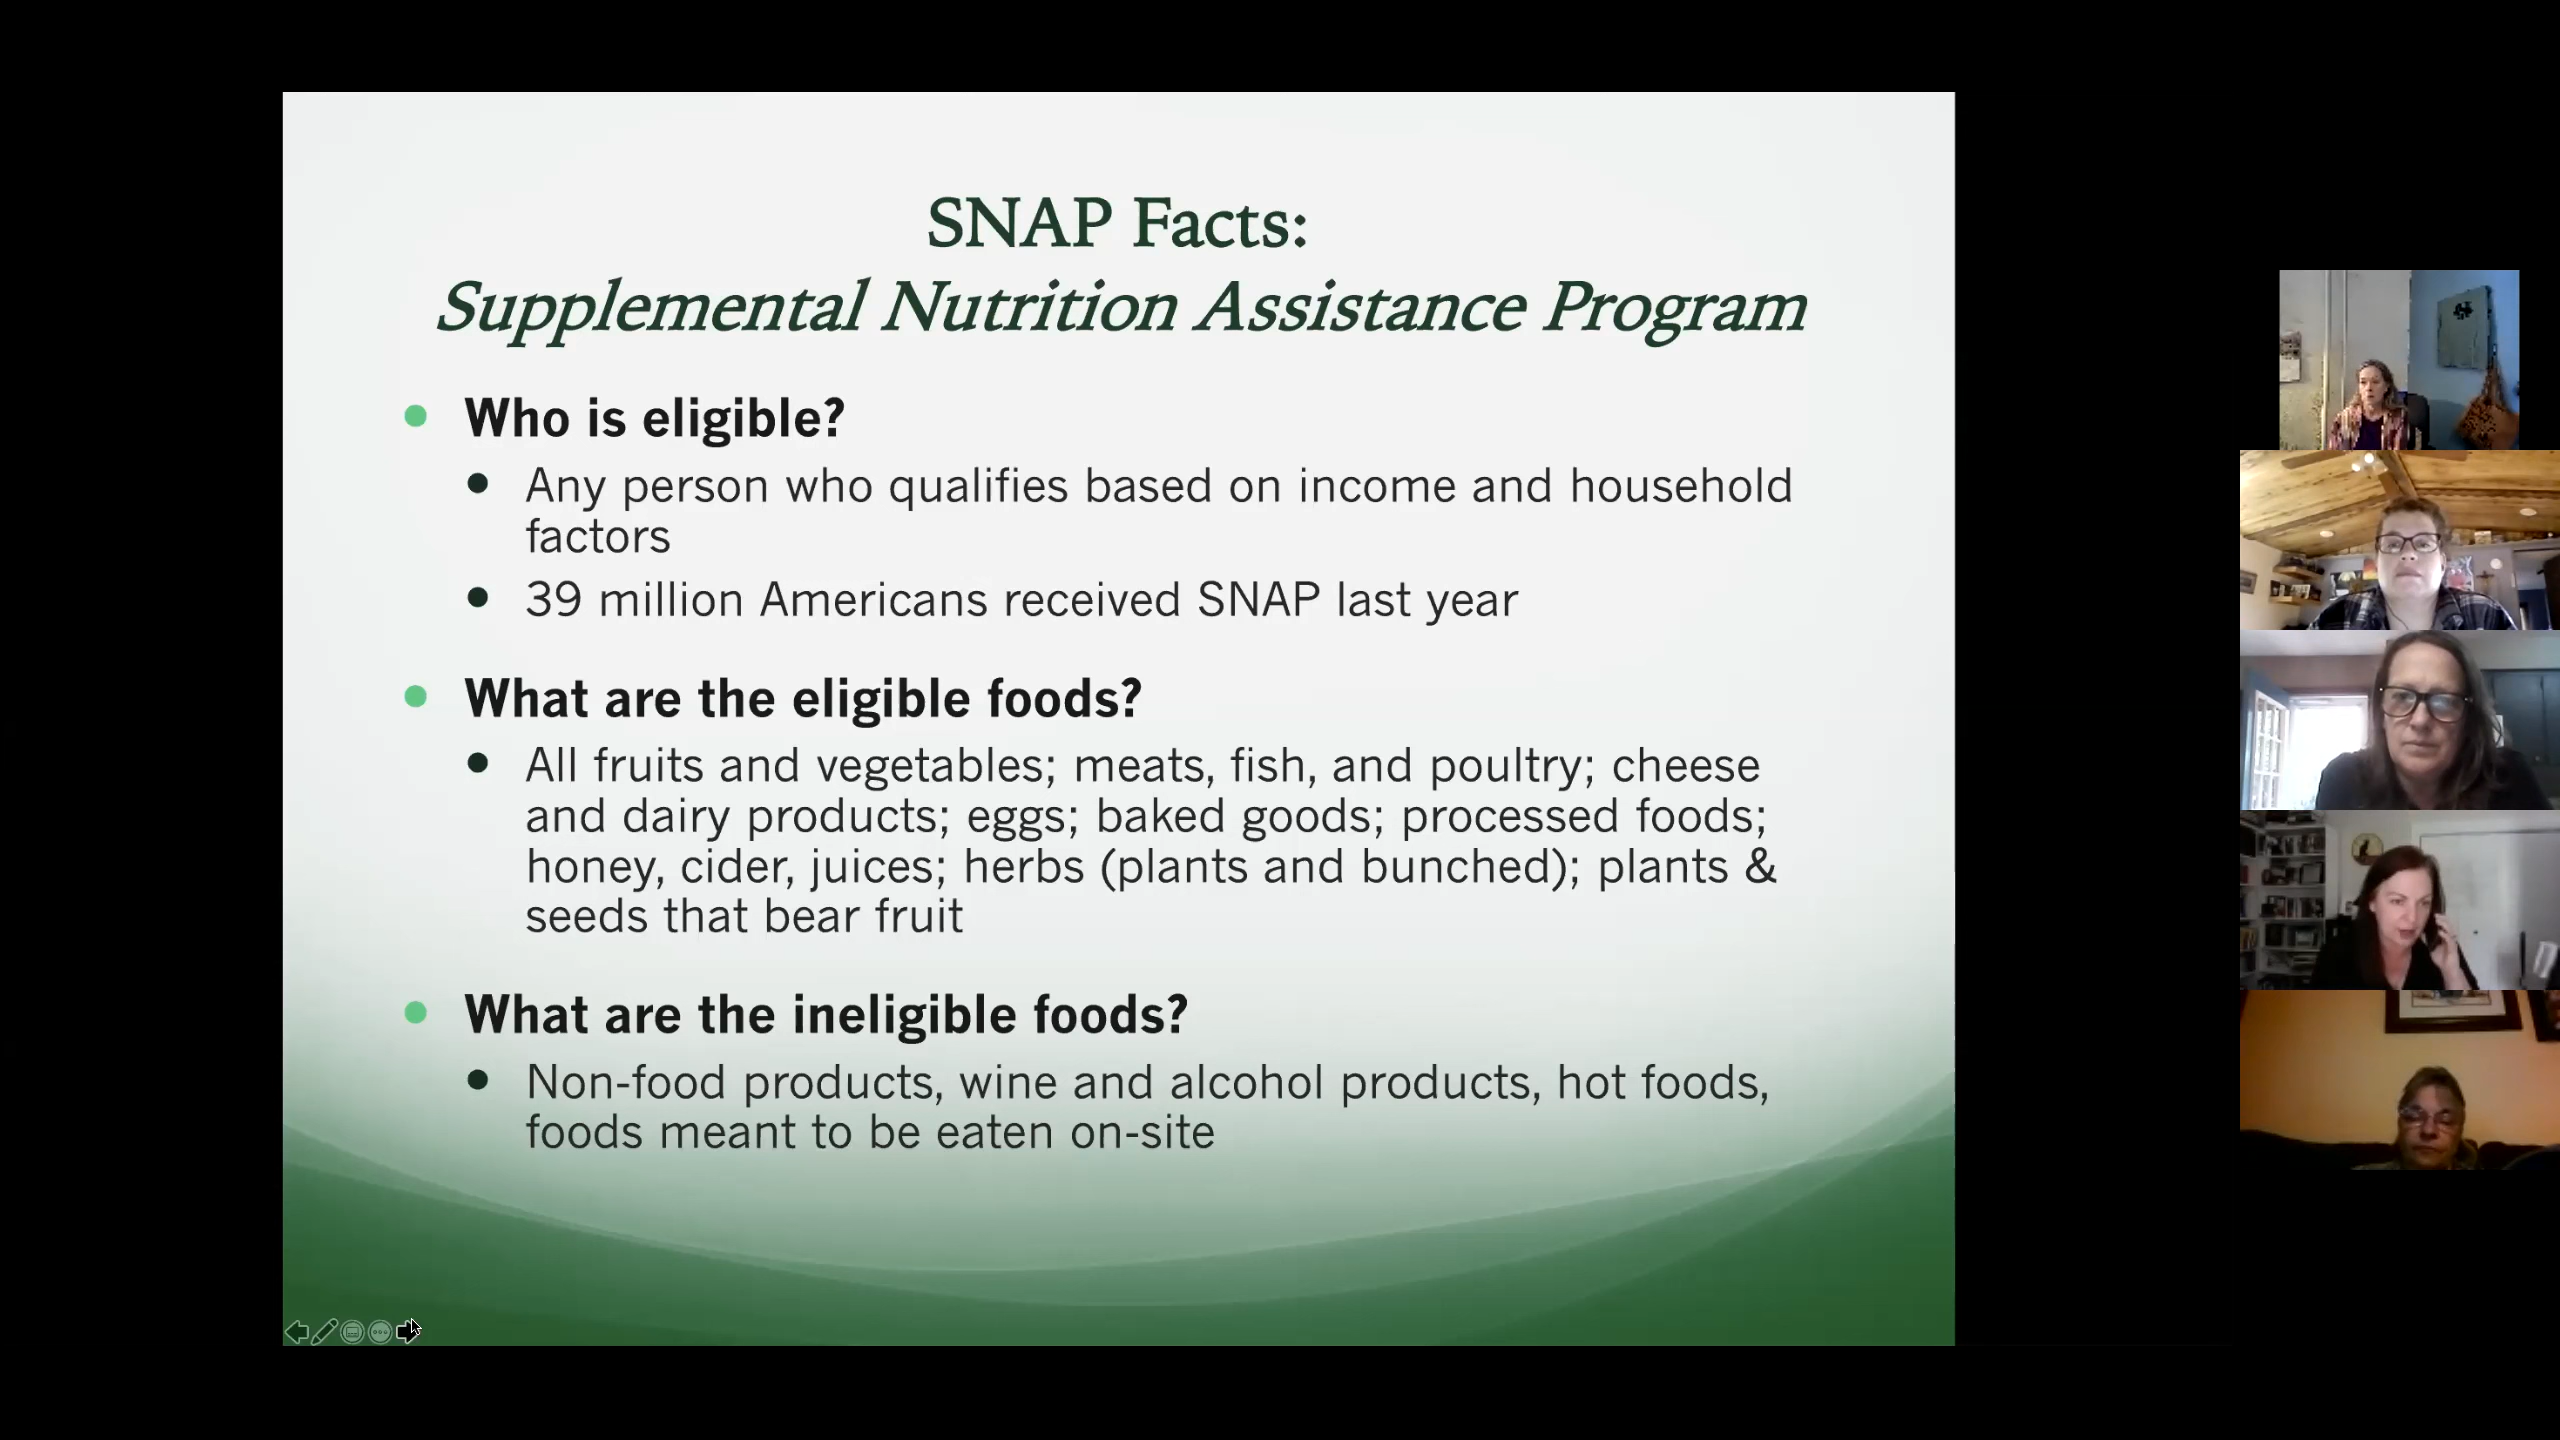 SNAP Facts:
Supplemental Nutrition Assistance Program
Who is eligible?
Any person who qualifies based on income and household
factors
39 million Americans received SNAP last year
What are the eligible foods?
All fruits and vegetables; meats, fish, and poultry; cheese
and dairy products; eggs; baked goods; processed foods;
honey, cider, juices; herbs (plants and bunched); plants &
seeds that bear fruit
What are the ineligible foods?
Non-food products, wine and alcohol products, hot foods,
foods meant to be eaten on-site